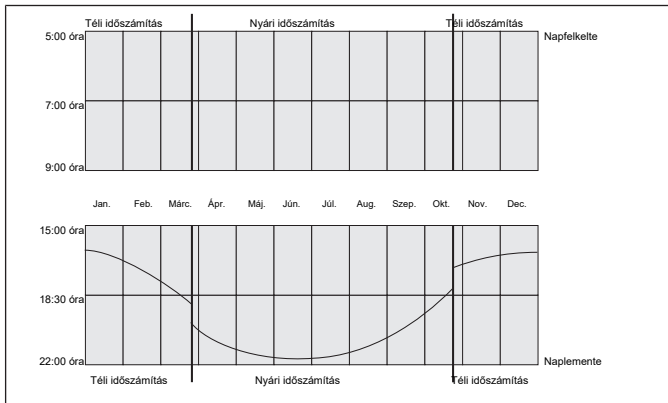 Téli időszámítás Nyári időszámítás Téli időszámítás
5:00 óra Napfelkelte
7:00 óra
9:00 óra
Jan. Feb. Márc. Ápr. Máj. Jún. Júl. Aug. Szep. Okt. Nov. Dec.
15:00 óra
18:30 óra
22:00 óra Naplemente
Téli időszámítás Nyári időszámítás Téli időszámítás